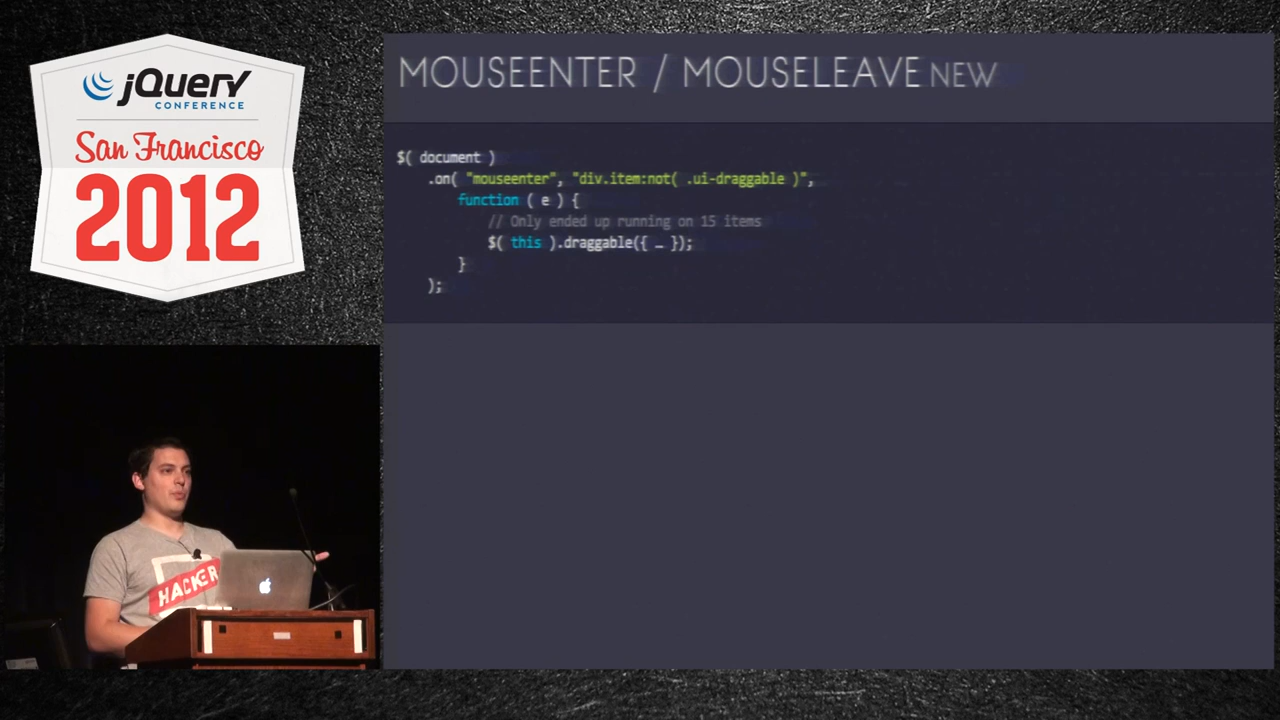 jQuery
CONFERENCE
San Francisco
2012
MOUSEENTER / MOUSELEAVE NEW
$( document )
.on( "mouseenter", "div.item:not( .ui-draggable )",
function ( e ) {
// Only ended up running on 15 items
$( this ).draggable({ … });
}
);
HACKER